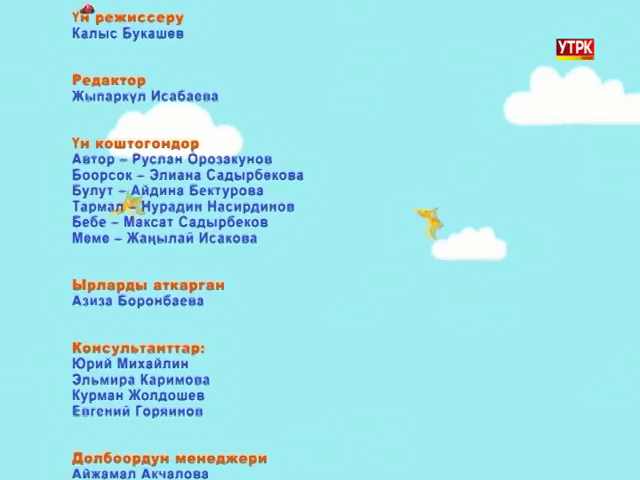 Үн режиссеру
Калыс Букашев
УТРК
Редактор
Жыпаркүл Исабаева
Үн коштогондор
Автор – Руслан Орозакунов
Боорсок – Элиана Садырбекова
Булут – Айдина Бектурова
Тармал – Нурадин Насирдинов
Бебе – Максат Садырбеков
Меме – Жаңылай Исакова
Ырларды аткарган
Азиза Боронбаева
Консультанттар:
Юрий Михайлин
Эльмира Каримова
Курман Жолдошев
Евгений Горяинов
Долбоордун менеджери
Айжамал Акчалова